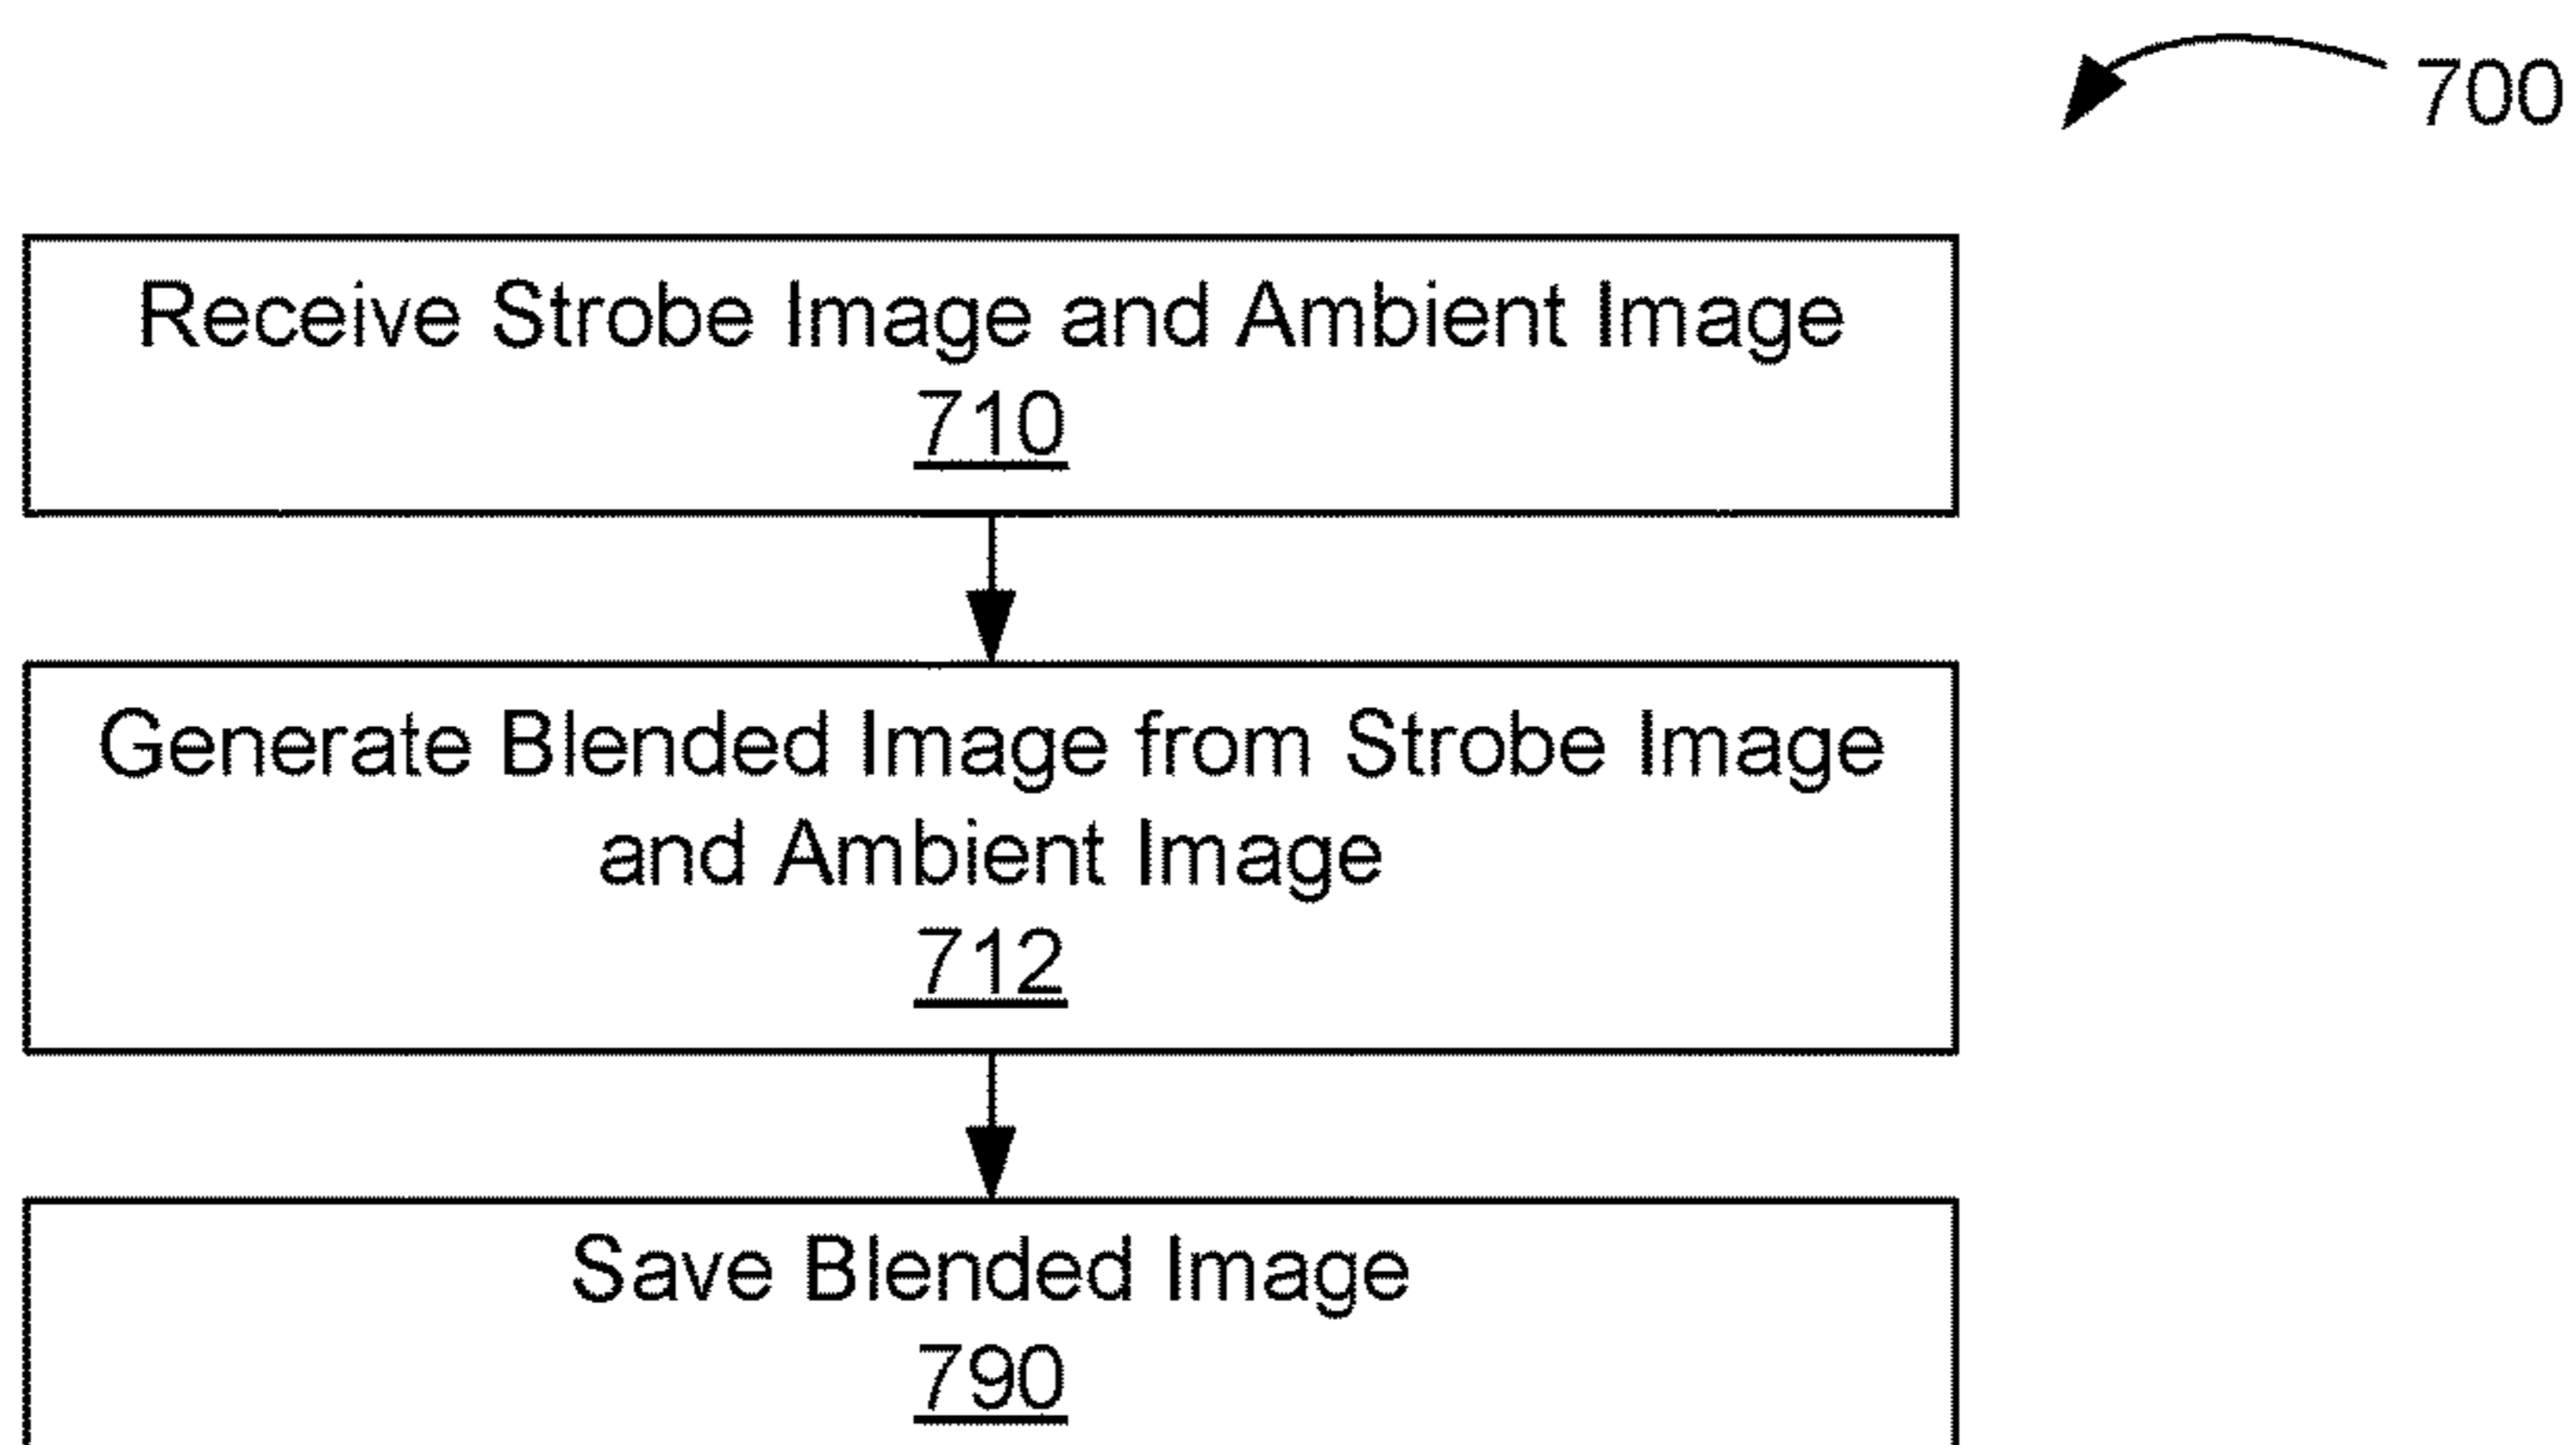 700
Receive Strobe Image and Ambient Image
710
Generate Blended Image from Strobe Image
and Ambient Image
712
Save Blended Image
790